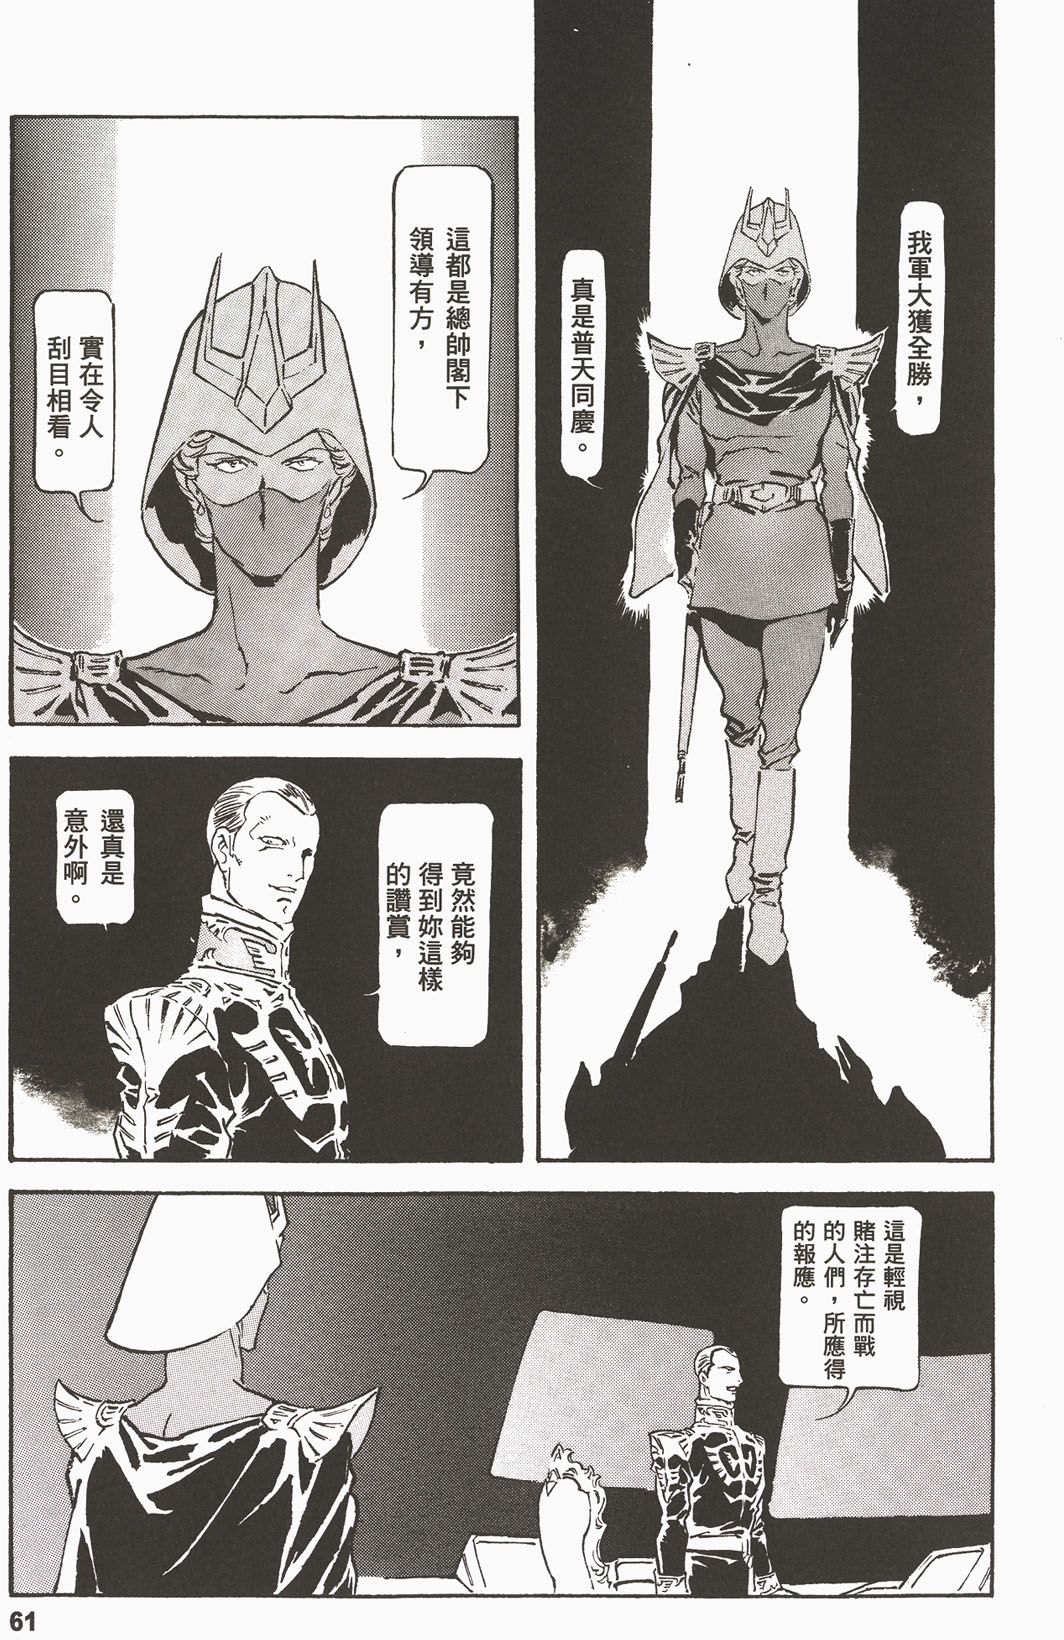 我軍大獲全勝，
真是普天同慶。
這都是總帥閣下
領導有方，
實在令人
刮目相看。
竟然能夠
得到妳這樣
的讚賞，
還真是
意外啊。
這是輕視
賭注存亡而戰
的人們，所應得
的報應。
61